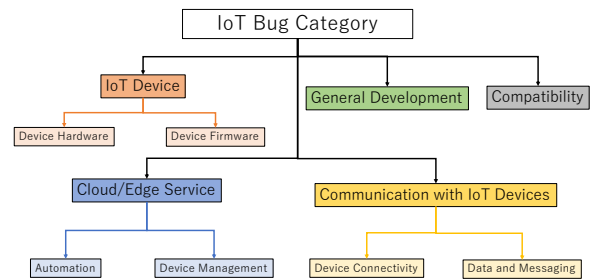 IoT Bug Category
IoT Device
General Development
Compatibility
Device Hardware
Device Firmware
Cloud/Edge Service
Communication with IoT Devices
Automation
Device Management
Device Connectivity
Data and Messaging